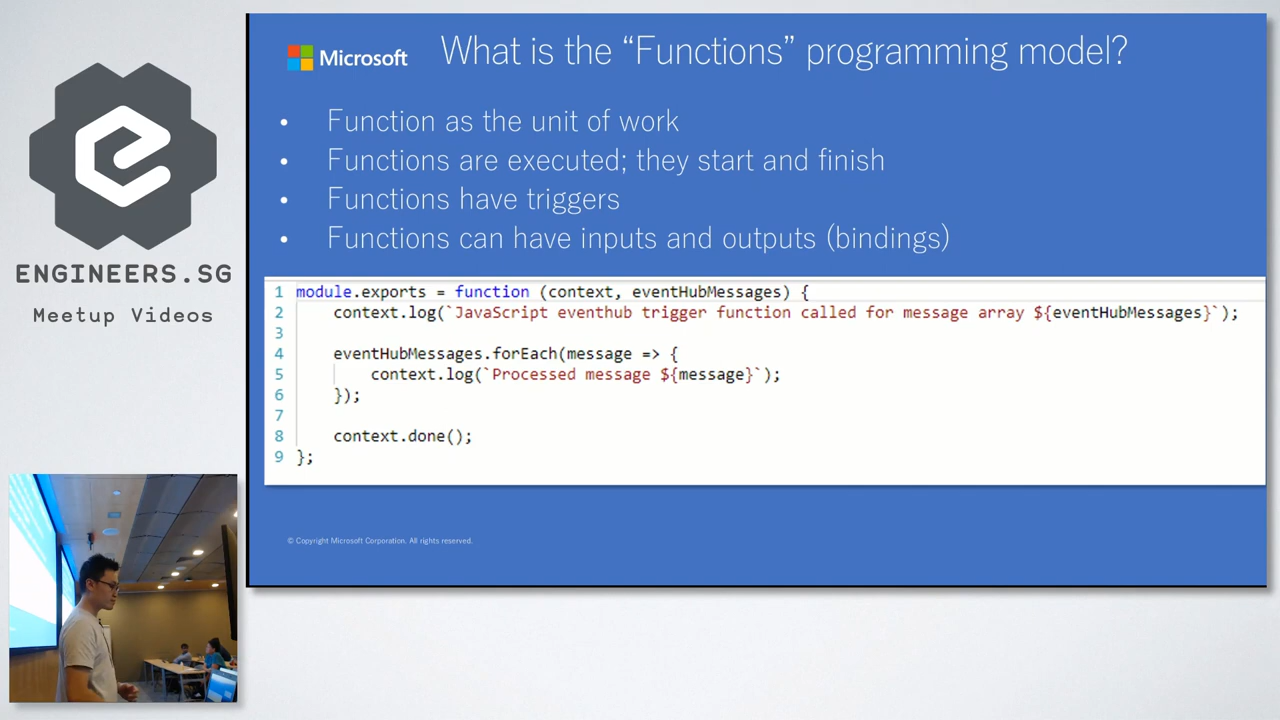 ENGINEERS.SG
Meetup Videos
Microsoft
What is the “Functions” programming model?
• Function as the unit of work
• Functions are executed; they start and finish
• Functions have triggers
• Functions can have inputs and outputs (bindings)
1 module.exports = function (context, eventHubMessages) {
2 context.log(`JavaScript eventhub trigger function called for message array ${eventHubMessages}`);
3
4 eventHubMessages.forEach(message => {
5 context.log(`Processed message ${message}`);
6 });
7
8 context.done();
9 };
© Copyright Microsoft Corporation. All rights reserved.